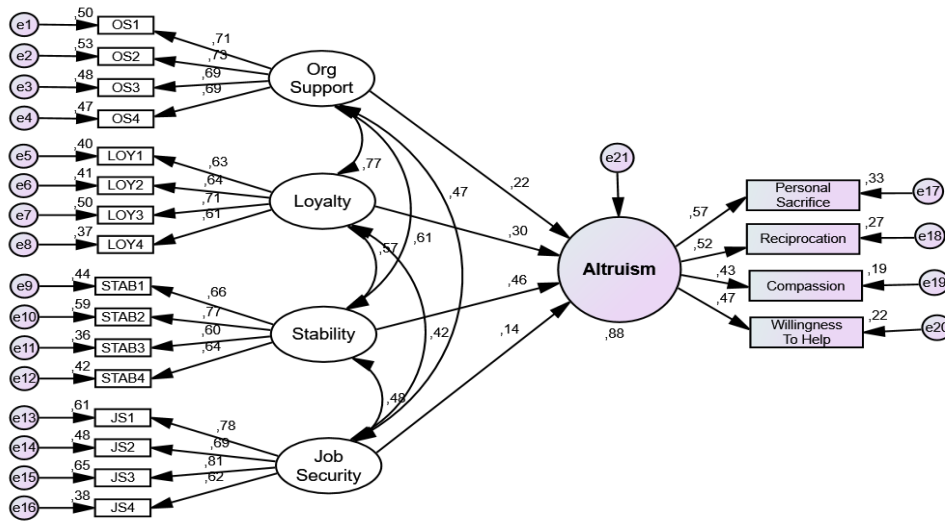 e1
,50
OS1
,71
e2
,53
OS2
,73
e3
,48
OS3
,69
e4
,47
OS4
,69
Org
Support
e5
,40
LOY1
,63
e6
,41
LOY2
,64
e7
,50
LOY3
,71
e8
,37
LOY4
,61
Loyalty
e9
,44
STAB1
,66
e10
,59
STAB2
,77
e11
,36
STAB3
,60
e12
,42
STAB4
,64
Stability
e13
,61
JS1
,78
e14
,48
JS2
,69
e15
,65
JS3
,81
e16
,38
JS4
,62
Job
Security
,77
,47
,57
,61
,42
,48
,22
,30
,46
,14
e21
Altruism
,88
,57
Personal
Sacrifice
,33
e17
,52
Reciprocation
,27
e18
,43
Compassion
,19
e19
,47
Willingness
To Help
,22
e20